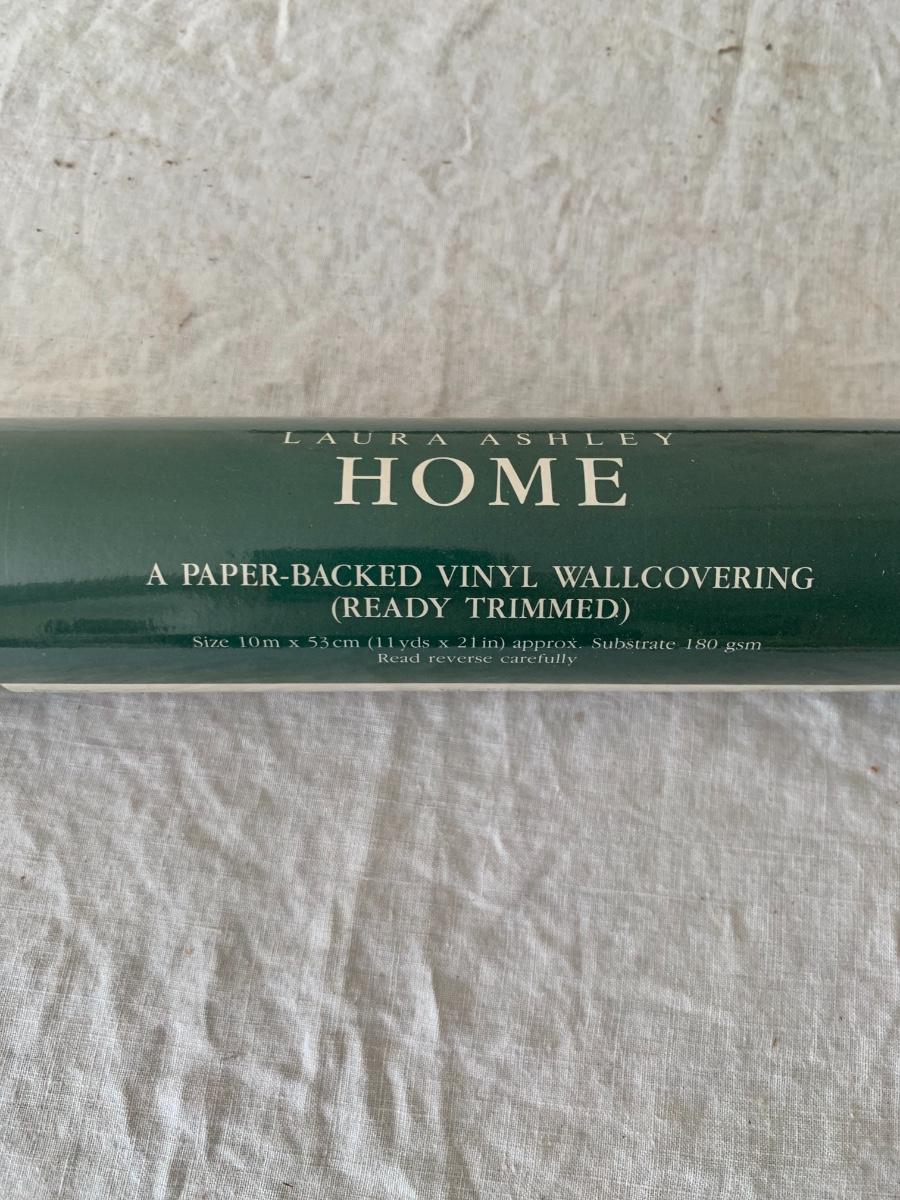 LAURA ASHLEY
HOME
A PAPER-BACKED VINYL WALLCOVERING
(READY TRIMMED)
Size 10m x 53cm (11yds x 21in) approx. Substrate 180 gsm
Read reverse carefully